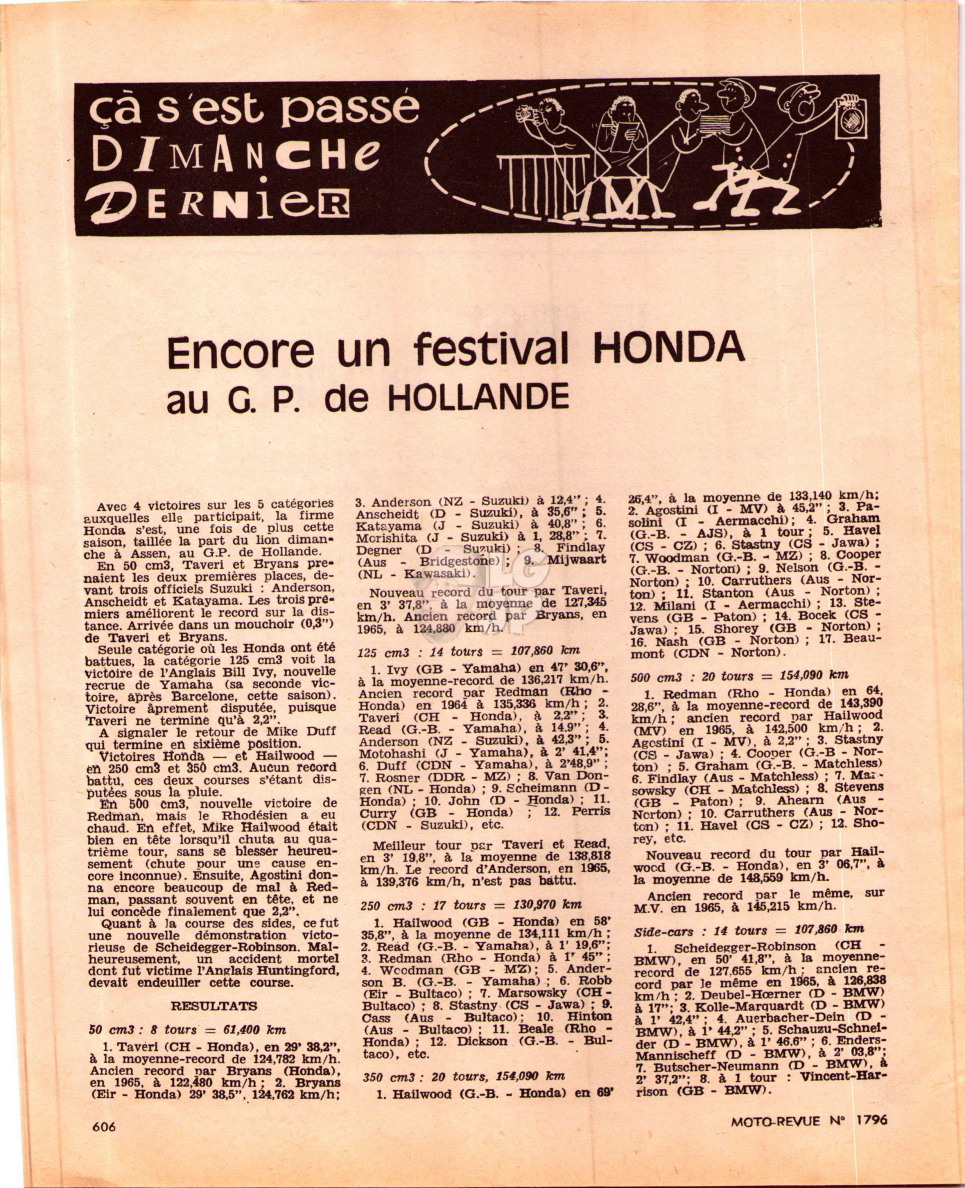 çà s'est passé
DIMANCHe
DERNieR
Encore un festival HONDA
au G. P. de HOLLANDE
Avec 4 victoires sur les 5 catégories
auxquelles elle participait, la firme
Honda s'est, une fois de plus cette
saison, taillée la part du lion diman-
che à Assen, au G.P. de Hollande.
En 50 cm3, Taveri et Bryans pre-
naient les deux premières places, de-
vant trois officiels Suzuki : Anderson,
Anscheidt et Katayama. Les trois pre-
miers améliorent le record sur la dis-
tance. Arrivée dans un mouchoir (0,3")
de Taveri et Bryans.
Seule catégorie où les Honda ont été
battues, la catégorie 125 cm3 voit la
victoire de l'Anglais Bill Ivy, nouvelle
recrue de Yamaha (sa seconde vic-
toire, après Barcelone, cette saison).
Victoire âprement disputée, puisque
Taveri ne termine qu'à 2,2".
A signaler le retour de Mike Duff
qui termine en sixième position.
Victoires Honda — et Hailwood —
en 250 cm3 et 350 cm3. Aucun record
battu, ces deux courses s'étant dis-
putées sous la pluie.
En 500 cm3, nouvelle victoire de
Redman, mais le Rhodésien a eu
chaud. En effet, Mike Hailwood était
bien en tête lorsqu'il chuta au qua-
trième tour, sans se blesser heureu-
sement (chute pour une cause en-
core inconnue). Ensuite, Agostini don-
na encore beaucoup de mal à Red-
man, passant souvent en tête, et ne
lui concède finalement que 2,2".
Quant à la course des sides, ce fut
une nouvelle démonstration victo-
rieuse de Scheidegger-Robinson. Mal-
heureusement, un accident mortel
dont fut victime l'Anglais Huntingford,
devait endeuiller cette course.
RESULTATS
50 cm3 : 8 tours = 61,400 km
1. Taveri (CH - Honda), en 29' 38,2",
à la moyenne-record de 124,782 km/h.
Ancien record par Bryans (Honda),
en 1965, à 122,480 km/h ; 2. Bryans
(Eir - Honda) 29' 38,5", 124,762 km/h;
3. Anderson (NZ - Suzuki) à 12,4" ; 4.
Anscheidt (D - Suzuki), à 35,6" ; 5.
Katayama (J - Suzuki) à 40,8" ; 6.
Morishita (J - Suzuki) à 1, 28,8" ; 7.
Degner (D - Suzuki) ; 8. Findlay
(Aus - Bridgestone) ; 9. Mijwaart
(NL - Kawasaki).
Nouveau record du tour par Taveri,
en 3' 37,8", à la moyenne de 127,345
km/h. Ancien record par Bryans, en
1965, à 124,880 km/h.
125 cm3 : 14 tours = 107,860 km
1. Ivy (GB - Yamaha) en 47' 30,6",
à la moyenne-record de 136,217 km/h.
Ancien record par Redman (Rho -
Honda) en 1964 à 135,336 km/h ; 2.
Taveri (CH - Honda), à 2,2" ; 3.
Read (G.-B. - Yamaha), à 14,9" ; 4.
Anderson (NZ - Suzuki), à 42,3" ; 5.
Motohashi (J - Yamaha), à 2' 41,4";
6. Duff (CDN - Yamaha), à 2'48,9" ;
7. Rosner (DDR - MZ) ; 8. Van Don-
gen (NL - Honda) ; 9. Scheimann (D -
Honda) ; 10. John (D - Honda) ; 11.
Curry (GB - Honda) ; 12. Perris
(CDN - Suzuki), etc.
Meilleur tour par Taveri et Read,
en 3' 19,8", à la moyenne de 138,818
km/h. Le record d'Anderson, en 1965,
à 139,376 km/h, n'est pas battu.
250 cm3 : 17 tours = 130,970 km
1. Hailwood (GB - Honda) en 58'
35,8", à la moyenne de 134,111 km/h ;
2. Read (G.-B. - Yamaha), à 1' 19,6";
3. Redman (Rho - Honda) à 1' 45" ;
4. Woodman (GB - MZ); 5. Ander-
son B. (G.-B. - Yamaha) ; 6. Robb
(Eir - Bultaco) ; 7. Marsowsky (CH -
Bultaco) ; 8. Stastny (CS - Jawa) ; 9.
Cass (Aus - Bultaco); 10. Hinton
(Aus - Bultaco) ; 11. Beale (Rho -
Honda) ; 12. Dickson (G.-B. - Bul-
taco), etc.
350 cm3 : 20 tours, 154,090 km
1. Hailwood (G.-B. - Honda) en 69'
26,4", à la moyenne de 133,140 km/h;
2. Agostini (I - MV) à 45,2" ; 3. Pa-
solini (I - Aermacchi); 4. Graham
(G.-B. - AJS), à 1 tour ; 5. Havel
(CS - CZ) ; 6. Stastny (CS - Jawa) ;
7. Woodman (G.-B. - MZ) ; 8. Cooper
(G.-B. - Norton) ; 9. Nelson (G.-B. -
Norton) ; 10. Carruthers (Aus - Nor-
ton) ; 11. Stanton (Aus - Norton) ;
12. Milani (I - Aermacchi) ; 13. Ste-
vens (GB - Paton) ; 14. Bocek (CS -
Jawa) ; 15. Shorey (GB - Norton) ;
16. Nash (GB - Norton) ; 17. Beau-
mont (CDN - Norton).
500 cm3 : 20 tours = 154,090 km
1. Redman (Rho - Honda) en 64,
28,6", à la moyenne-record de 143,390
km/h ; ancien record par Hailwood
(MV) en 1965, à 142,500 km/h ; 2.
Agostini (I - MV), à 2,2" ; 3. Stastny
(CS - Jawa) ; 4. Cooper (G.-B - Nor-
ton) ; 5. Graham (G.-B. - Matchless)
6. Findlay (Aus - Matchless) ; 7. Mar-
sowsky (CH - Matchless) ; 8. Stevens
(GB - Paton) ; 9. Ahearn (Aus -
Norton) ; 10. Carruthers (Aus - Nor-
ton) ; 11. Havel (CS - CZ) ; 12. Sho-
rey, etc.
Nouveau record du tour par Hail-
wood (G.-B. - Honda), en 3' 06,7", à
la moyenne de 148,559 km/h.
Ancien record par le même, sur
M.V. en 1965, à 145,215 km/h.
Side-cars : 14 tours = 107,860 km
1. Scheidegger-Robinson (CH -
BMW), en 50' 41,8", à la moyenne-
record de 127,655 km/h ; ancien re-
cord par le même en 1965, à 126,838
km/h ; 2. Deubel-Hœrner (D - BMW)
à 17"; 3. Kolle-Marquardt (D - BMW)
à 1' 42,4" ; 4. Auerbacher-Dein (D -
BMW), à 1' 44,2" ; 5. Schauzu-Schnei-
der (D - BMW), à 1' 46,6" ; 6. Enders-
Mannischeff (D - BMW), à 2' 03,8";
7. Butscher-Neumann (D - BMW), à
2' 37,2"; 8. à 1 tour : Vincent-Har-
rison (GB - BMW).
606
MOTO-REVUE N° 1796